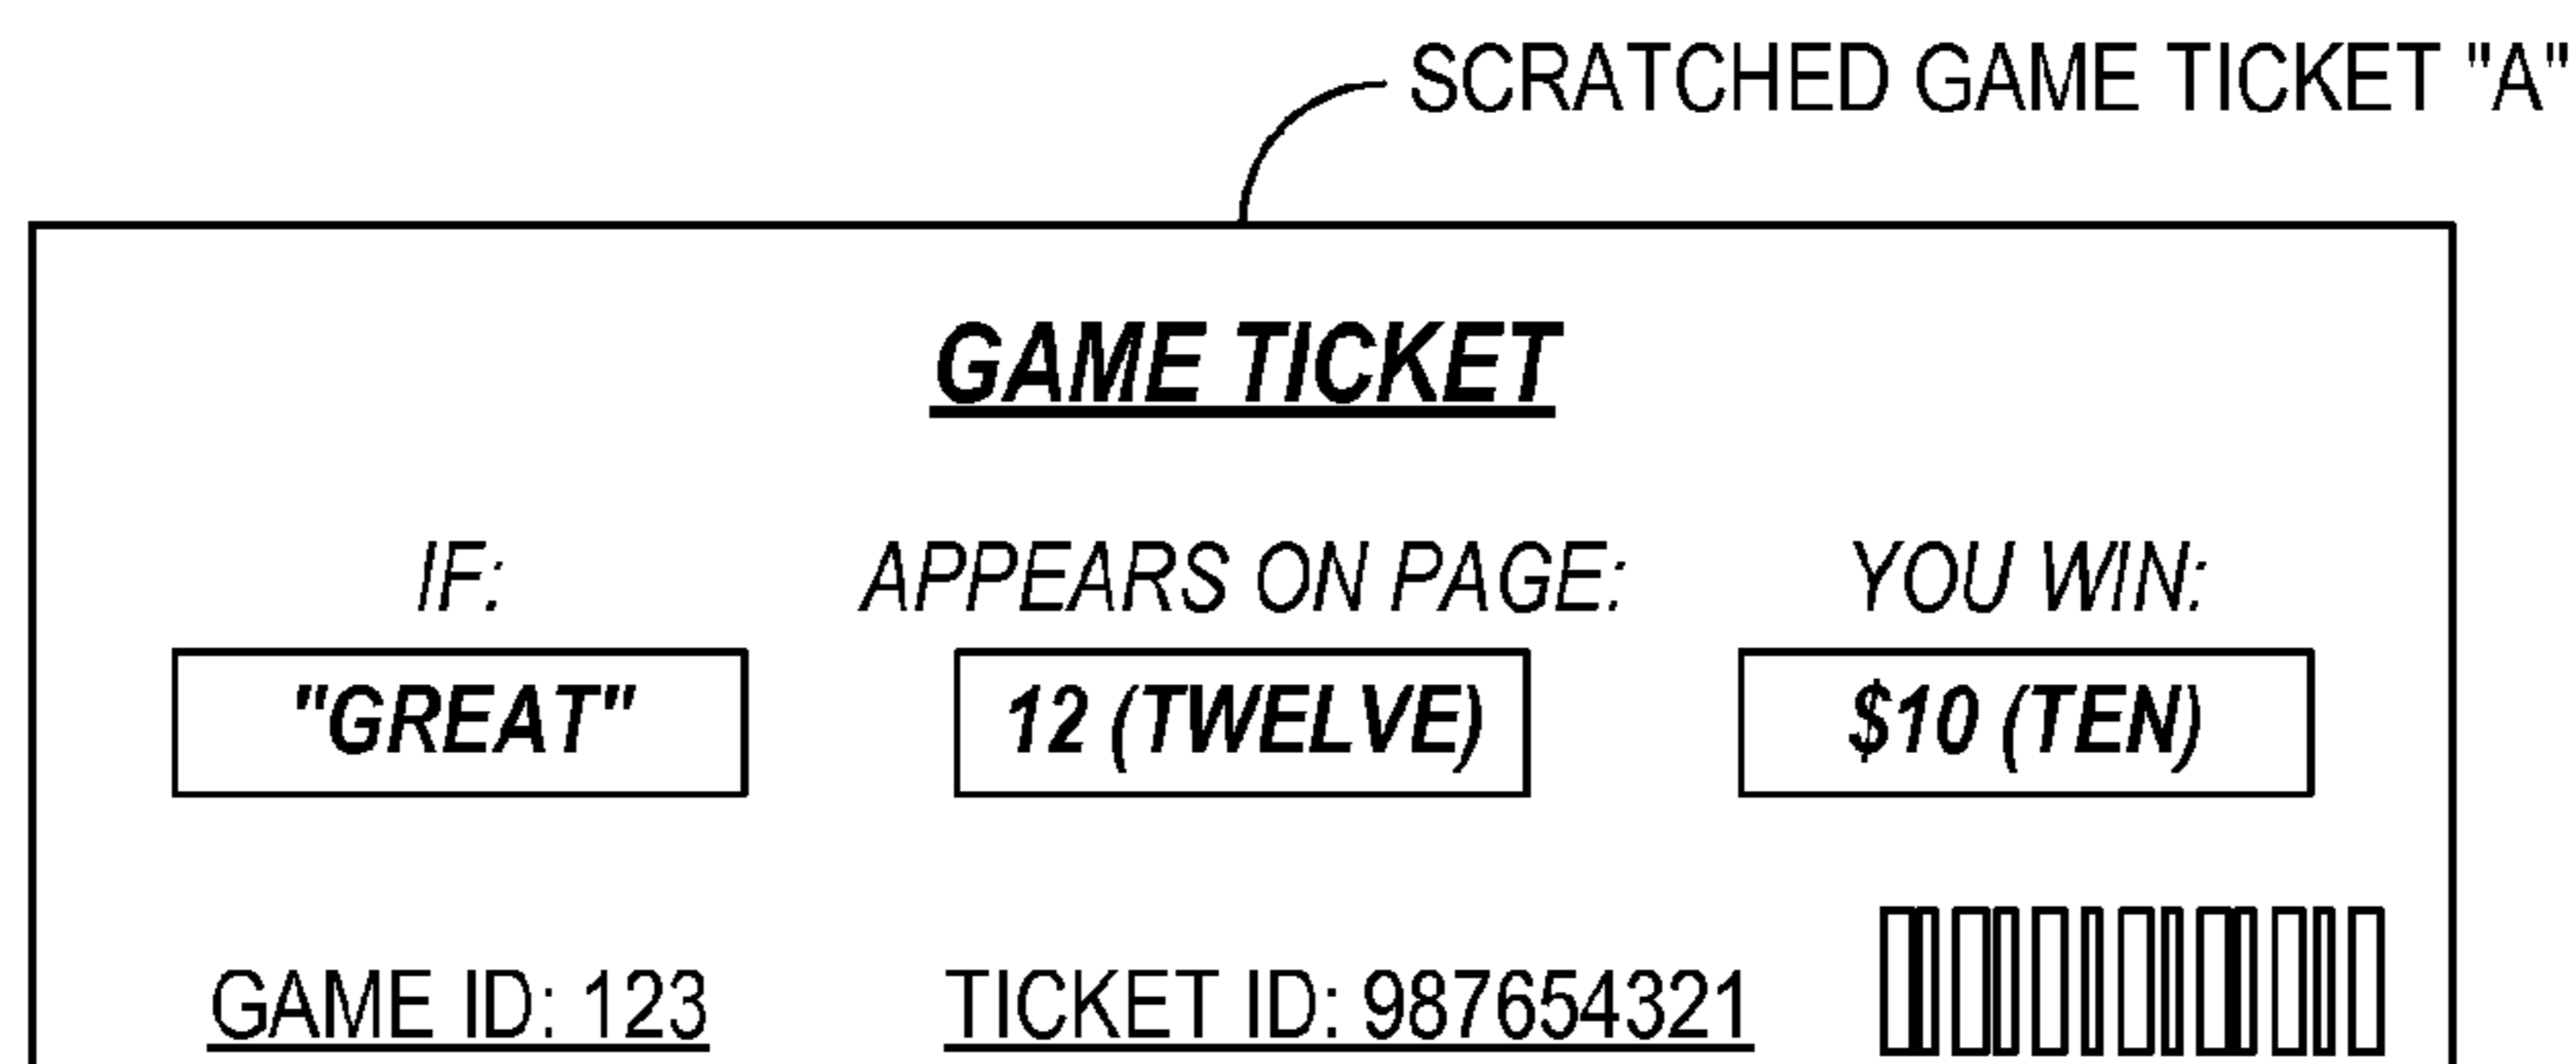 SCRATCHED GAME TICKET "A"
GAME TICKET
IF: APPEARS ON PAGE: YOU WIN:
"GREAT" 12 (TWELVE) $10 (TEN)
GAME ID: 123 TICKET ID: 987654321